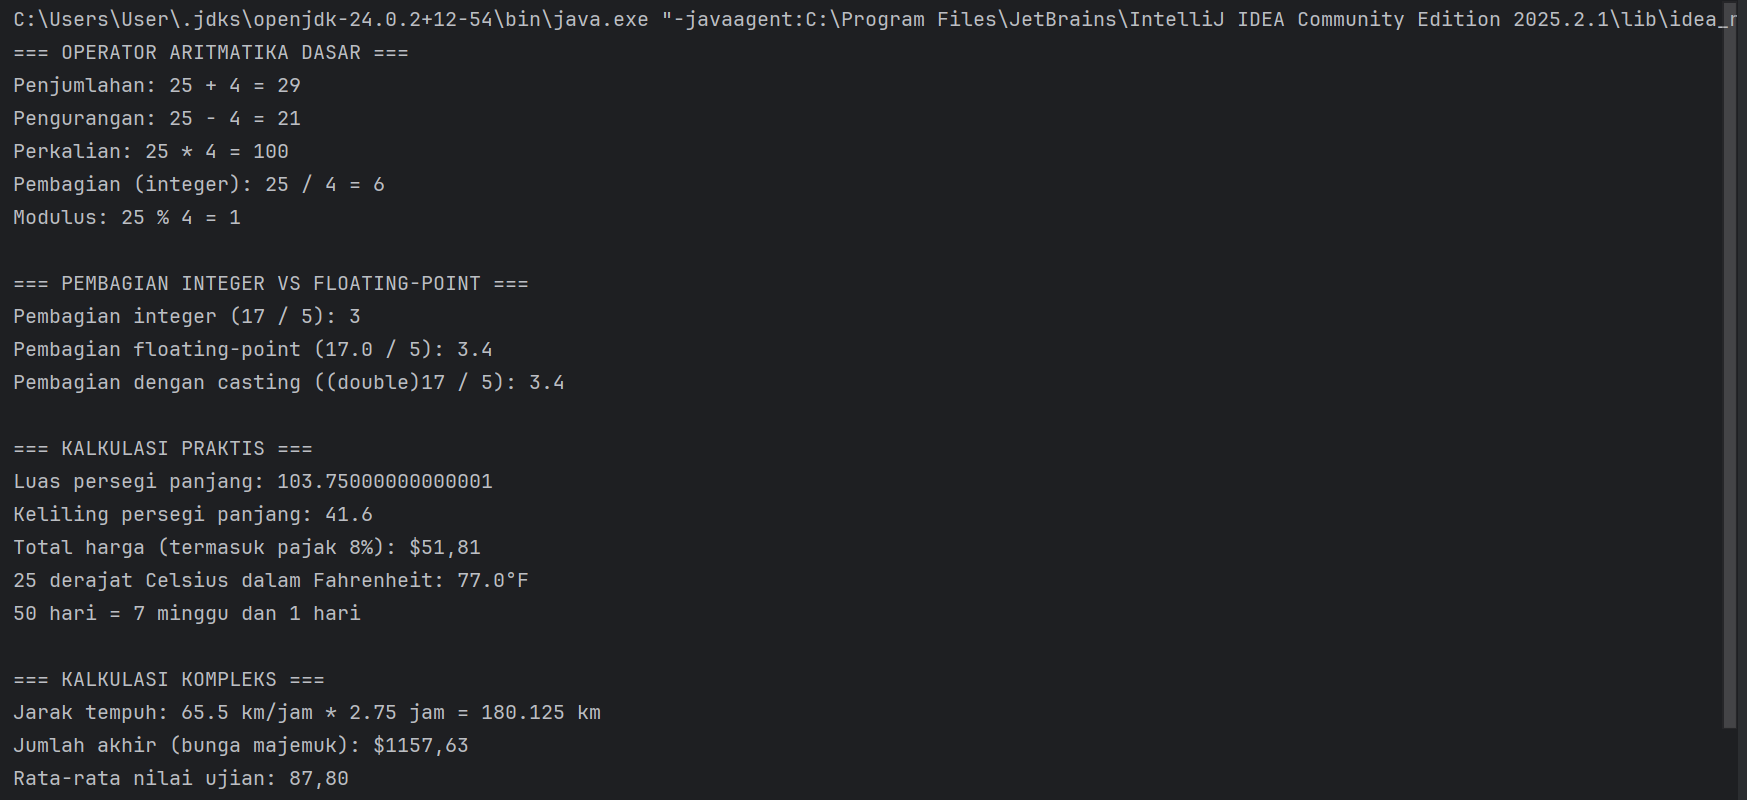 C:\Users\User\.jdks\openjdk-24.0.2+12-54\bin\java.exe "-javaagent:C:\Program Files\JetBrains\IntelliJ IDEA Community Edition 2025.2.1\lib\idea_r
=== OPERATOR ARITMATIKA DASAR ===
Penjumlahan: 25 + 4 = 29
Pengurangan: 25 - 4 = 21
Perkalian: 25 * 4 = 100
Pembagian (integer): 25 / 4 = 6
Modulus: 25 % 4 = 1
=== PEMBAGIAN INTEGER VS FLOATING-POINT ===
Pembagian integer (17 / 5): 3
Pembagian floating-point (17.0 / 5): 3.4
Pembagian dengan casting ((double)17 / 5): 3.4
=== KALKULASI PRAKTIS ===
Luas persegi panjang: 103.75000000000001
Keliling persegi panjang: 41.6
Total harga (termasuk pajak 8%): $51,81
25 derajat Celsius dalam Fahrenheit: 77.0°F
50 hari = 7 minggu dan 1 hari
=== KALKULASI KOMPLEKS ===
Jarak tempuh: 65.5 km/jam * 2.75 jam = 180.125 km
Jumlah akhir (bunga majemuk): $1157,63
Rata-rata nilai ujian: 87,80